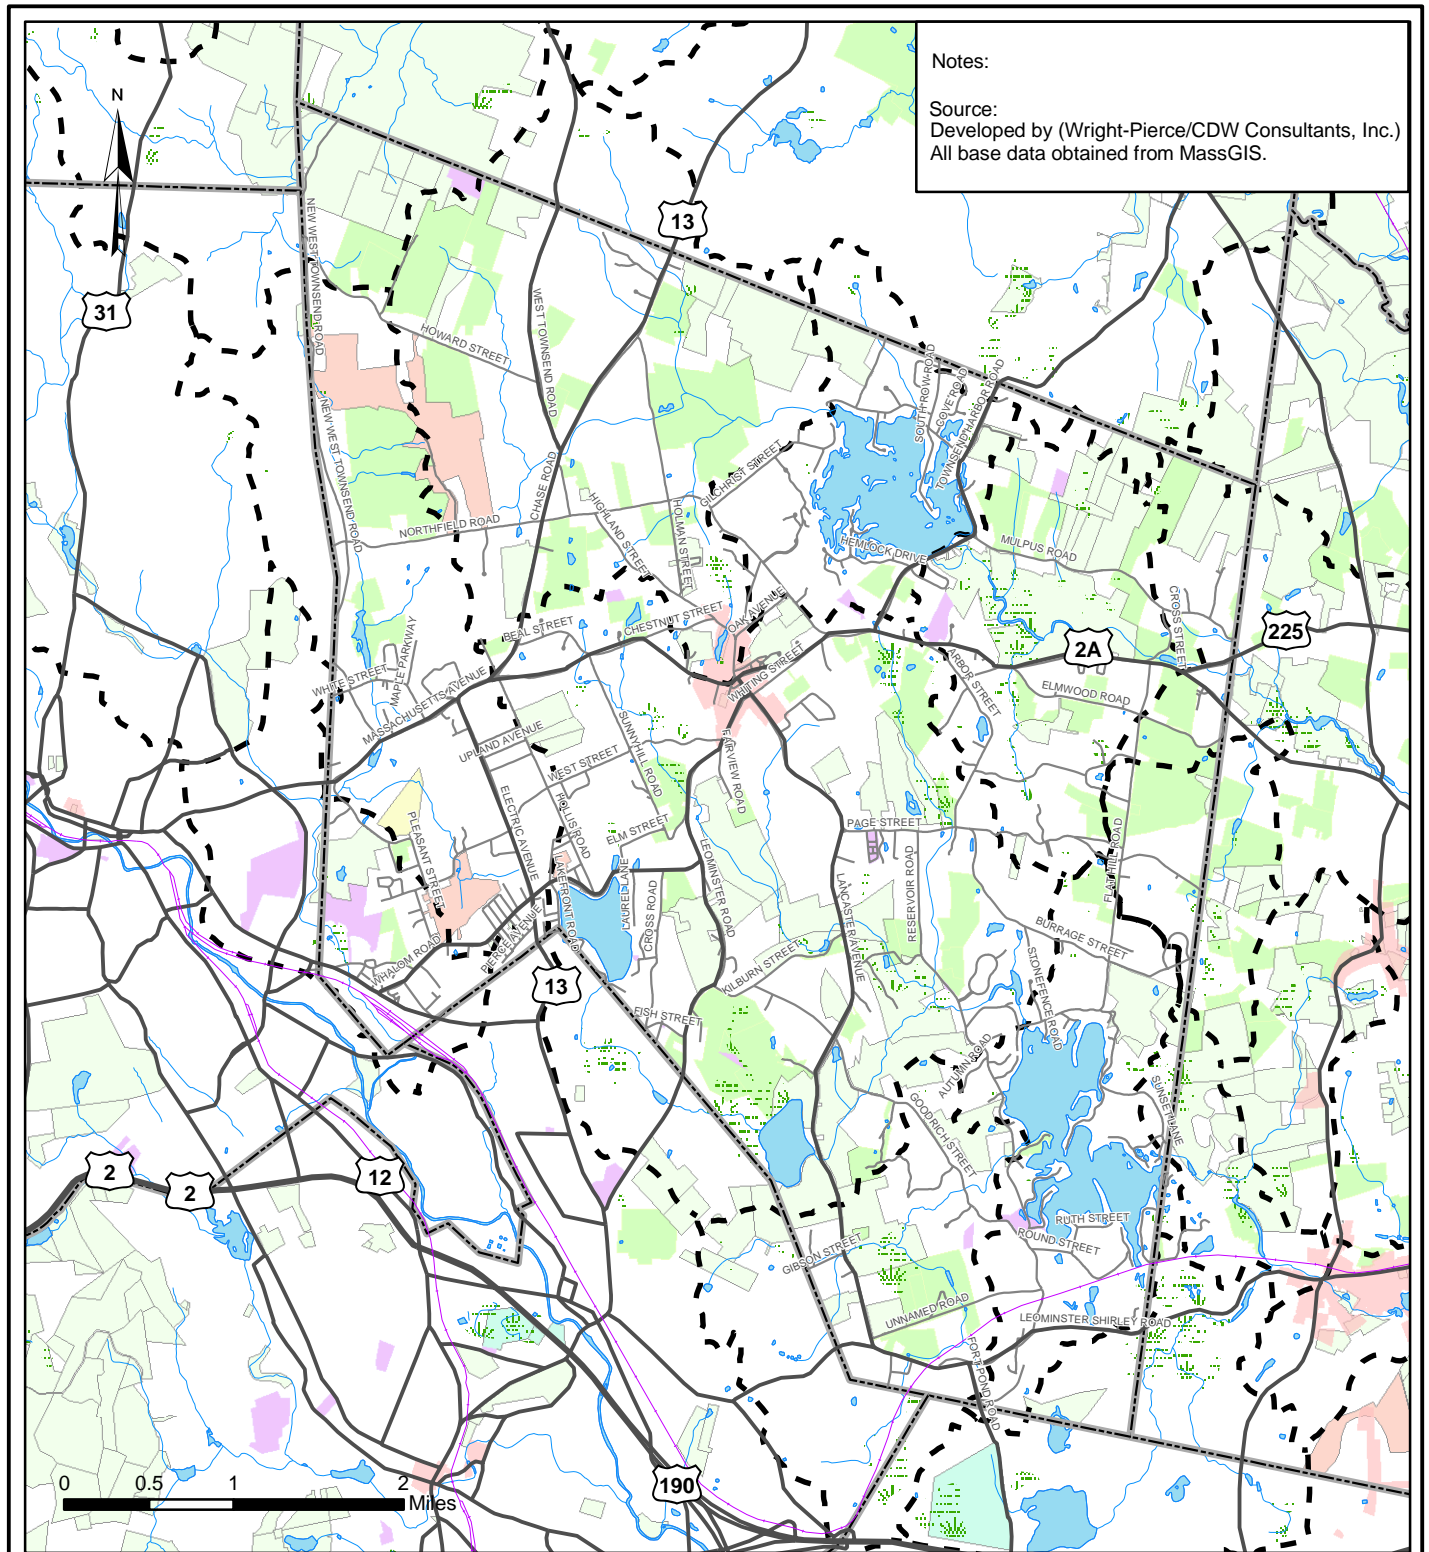 Notes:
Source:
Developed by (Wright-Pierce/CDW Consultants, Inc.)
All base data obtained from MassGIS.
N
13
31
NEW WEST TOWNSEND ROAD
HOWARD STREET
WEST TOWNSEND ROAD
SOUTH ROW ROAD
COVE ROAD
TOWNSEND HARBOR ROAD
NEW WEST TOWNSEND ROAD
CHASE ROAD
GILCHRIST STREET
HIGHLAND STREET
HOLMAN STREET
NORTHFIELD ROAD
HEMLOCK DRIVE
MULPUS ROAD
CROSS STREET
225
2A
OAK AVENUE
CHESTNUT STREET
BEAL STREET
MAPLE PARKWAY
WHITE STREET
MASSACHUSETTS AVENUE
WHITING STREET
ARBOR STREET
ELMWOOD ROAD
UPLAND AVENUE
SUNNYHILL ROAD
WEST STREET
FAIRVIEW ROAD
HOLLIS ROAD
ELECTRIC AVENUE
ELM STREET
PAGE STREET
PLEASANT STREET
LAKEFRONT ROAD
LAUREL LANE
CROSS ROAD
LEOMINSTER ROAD
LANCASTER AVENUE
RESERVOIR ROAD
FLAT HILL ROAD
BURRAGE STREET
PIERCE AVENUE
WHALOM ROAD
KILBURN STREET
STONEFENCE ROAD
13
FISH STREET
AUTUMN ROAD
GOODRICH STREET
SUNSET LANE
2
2
12
RUTH STREET
ROUND STREET
GIBSON STREET
UNNAMED ROAD
LEOMINSTER SHIRLEY ROAD
FORT POND ROAD
190
0 0.5 1 2
Miles